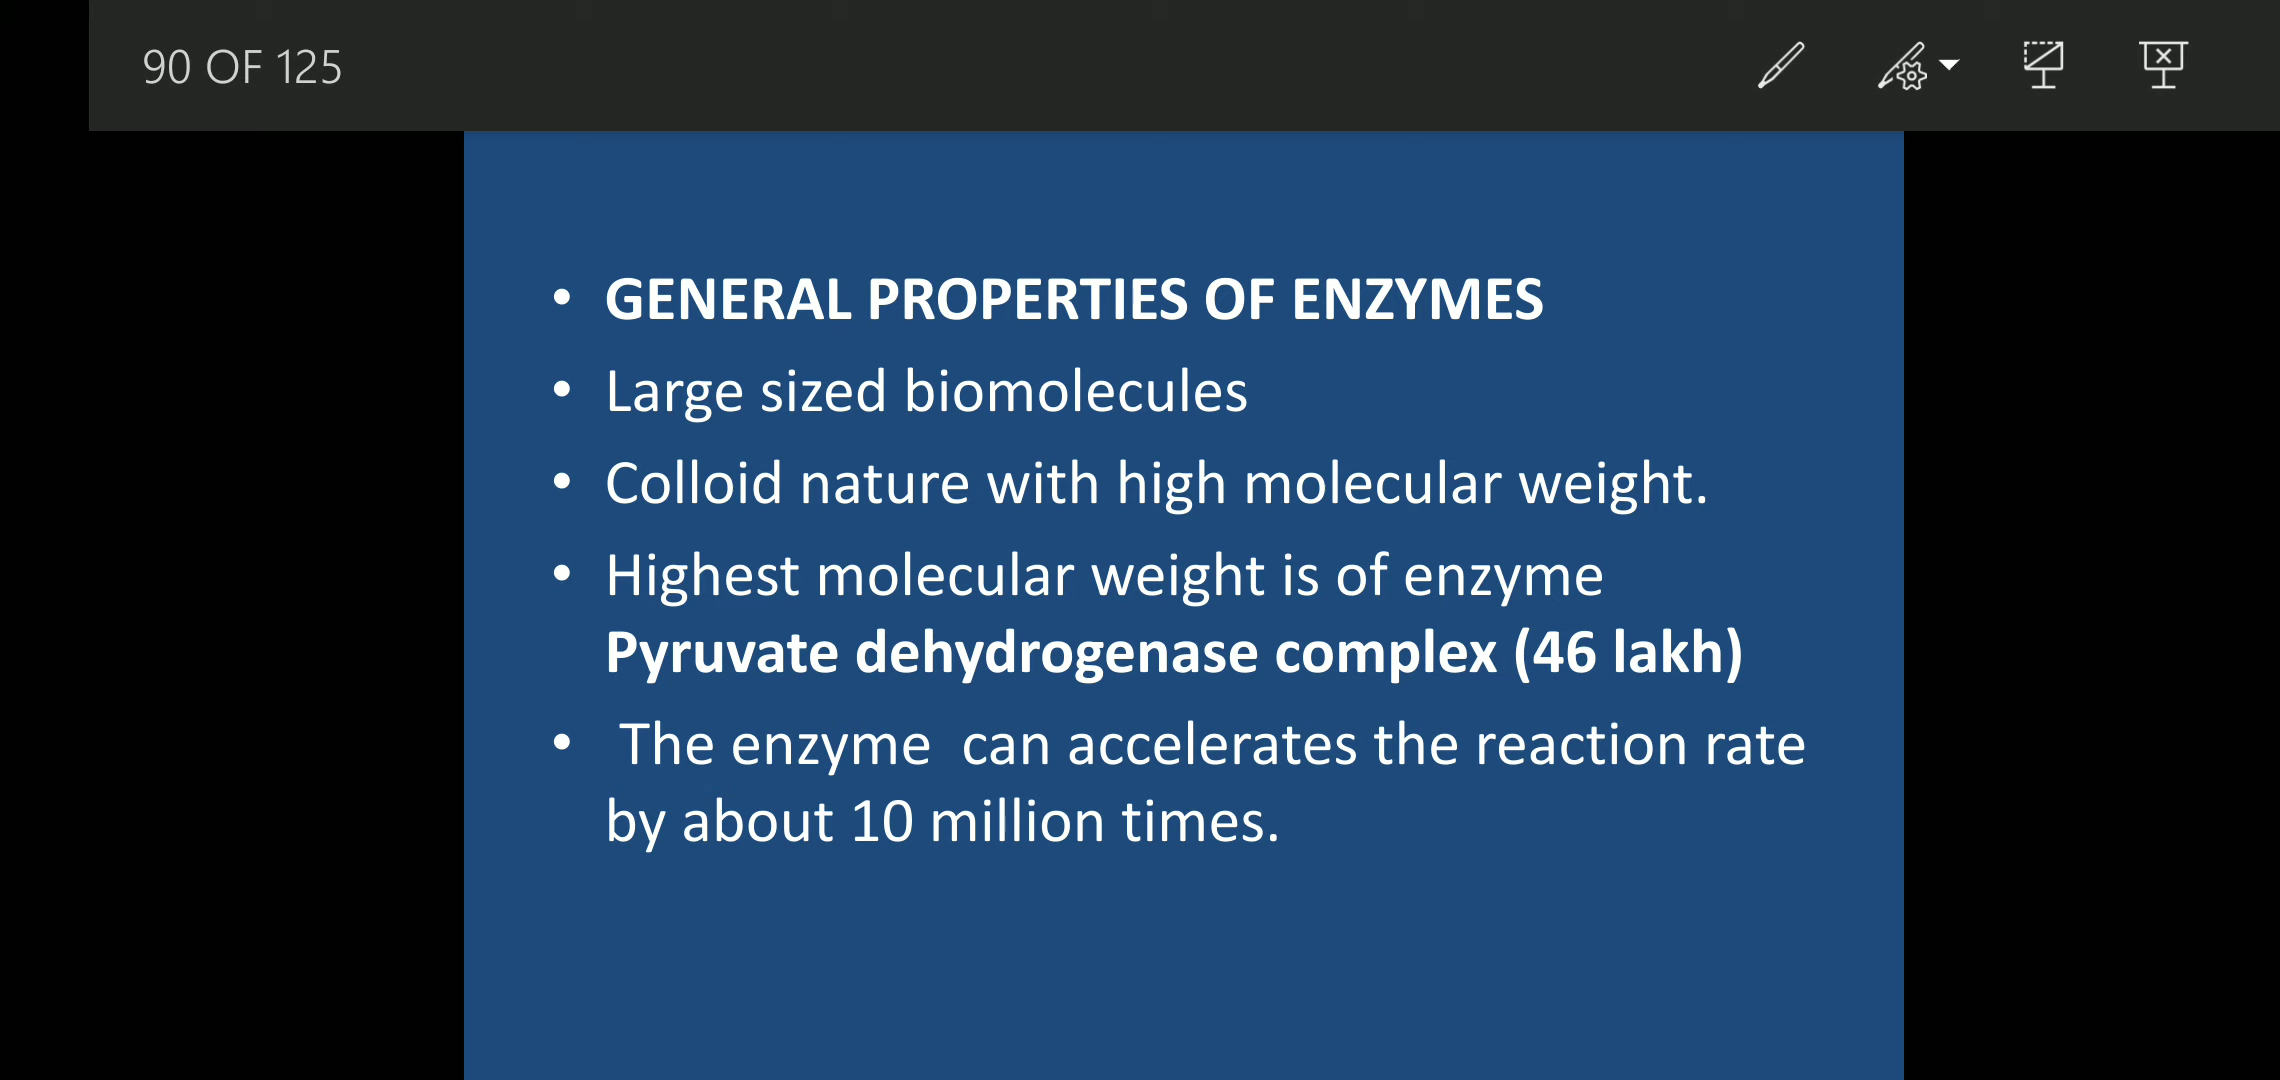 90 OF 125
• GENERAL PROPERTIES OF ENZYMES
• Large sized biomolecules
• Colloid nature with high molecular weight.
• Highest molecular weight is of enzyme
Pyruvate dehydrogenase complex (46 lakh)
• The enzyme  can accelerates the reaction rate
by about 10 million times.